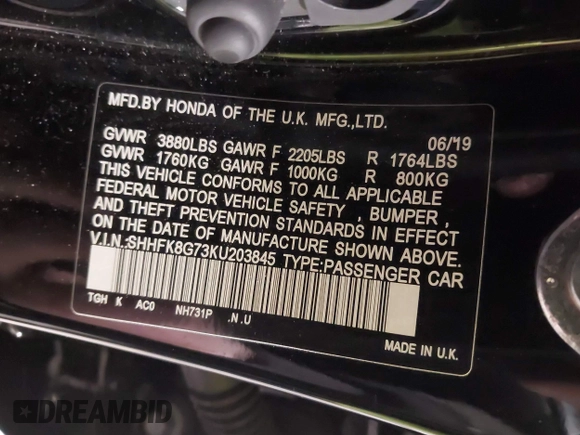 MFD.BY HONDA OF THE U.K. MFG.,LTD.
06/'19
GVWR 3880LBS GAWR F 2205LBS R 1764LBS
GVWR 1760KG GAWR F 1000KG R 800KG
THIS VEHICLE CONFORMS TO ALL APPLICABLE
FEDERAL MOTOR VEHICLE SAFETY , BUMPER ,
AND THEFT PREVENTION STANDARDS IN EFFECT
ON THE DATE OF MANUFACTURE SHOWN ABOVE.
V.I.N.:SHHFK8G73KU203845 TYPE:PASSENGER CAR
TGH K AC0 NH731P .N.U
MADE IN U.K.
DREAMBID